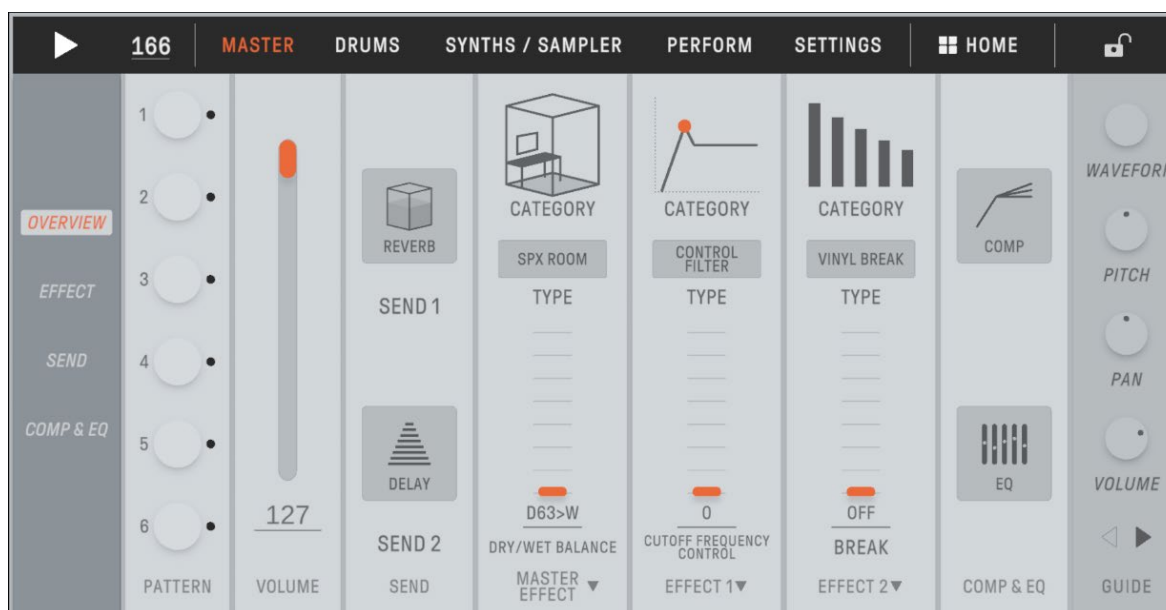 166 MASTER DRUMS SYNTHS / SAMPLER PERFORM SETTINGS HOME
OVERVIEW
EFFECT
SEND
COMP & EQ
1
2
3
4
5
6
PATTERN
127
VOLUME
REVERB
SEND 1
DELAY
SEND 2
SEND
CATEGORY
SPX ROOM
TYPE
D63>W
DRY/WET BALANCE
MASTER
EFFECT
CATEGORY
CONTROL
FILTER
TYPE
0
CUTOFF FREQUENCY
CONTROL
EFFECT 1
CATEGORY
VINYL BREAK
TYPE
OFF
BREAK
EFFECT 2
COMP
EQ
COMP & EQ
WAVEFORM
PITCH
PAN
VOLUME
GUIDE